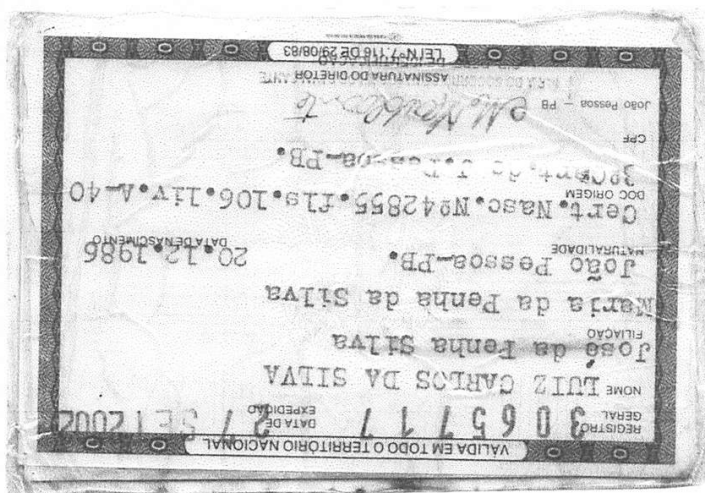 VALIDA EM TODO O TERRITÓRIO NACIONAL
REGISTRO GERAL 3065717 DATA DE EXPEDIÇÃO 27 SET 2002
NOME LUIZ CARLOS DA SILVA
FILIAÇÃO José da Penha Silva
Maria da Penha da Silva
NATURALIDADE João Pessoa-PB. DATA DE NASCIMENTO 20.12.1986
DOC ORIGEM Cert. Nasc. Nº42855.fls.106.liv.A-40
3ºCart.de J.Pessoa-PB.
CPF
João Pessoa - PB
ASSINATURA DO DIRETOR
LEI Nº 7.116 DE 29/08/83